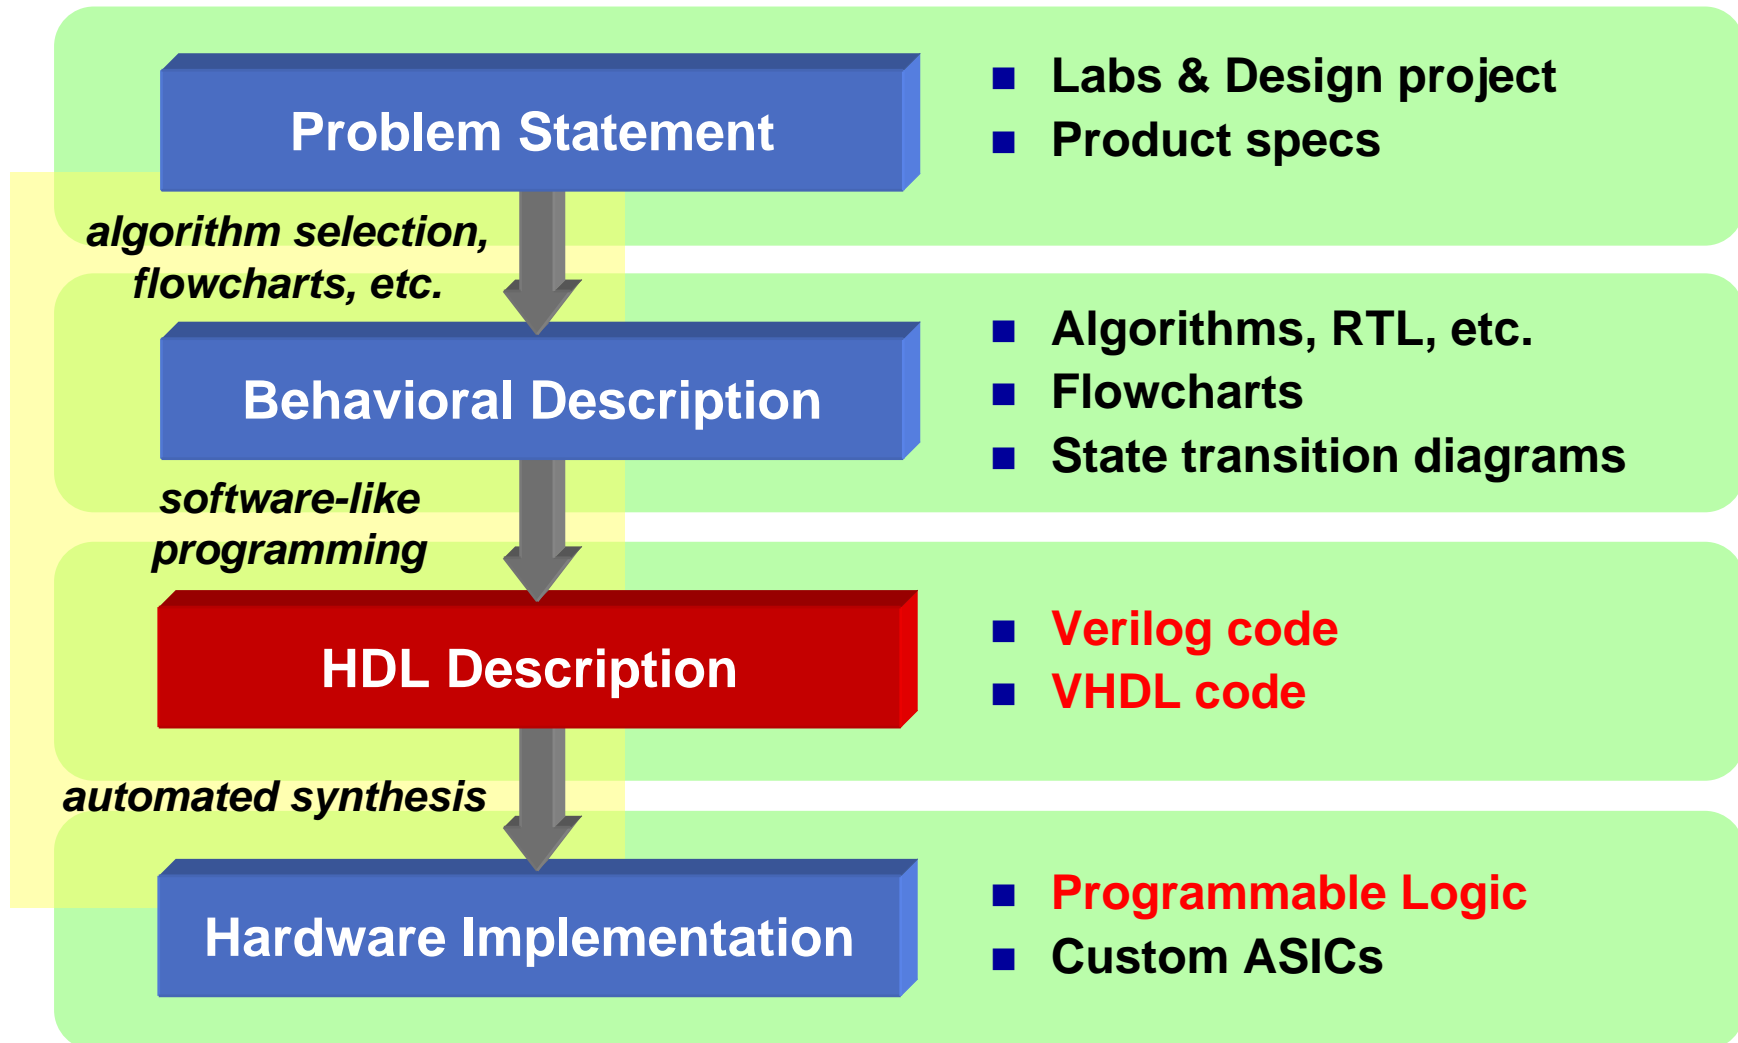 Problem Statement
Labs & Design project
Product specs
algorithm selection,
flowcharts, etc.
Behavioral Description
Algorithms, RTL, etc.
Flowcharts
State transition diagrams
software-like
programming
HDL Description
Verilog code
VHDL code
automated synthesis
Hardware Implementation
Programmable Logic
Custom ASICs